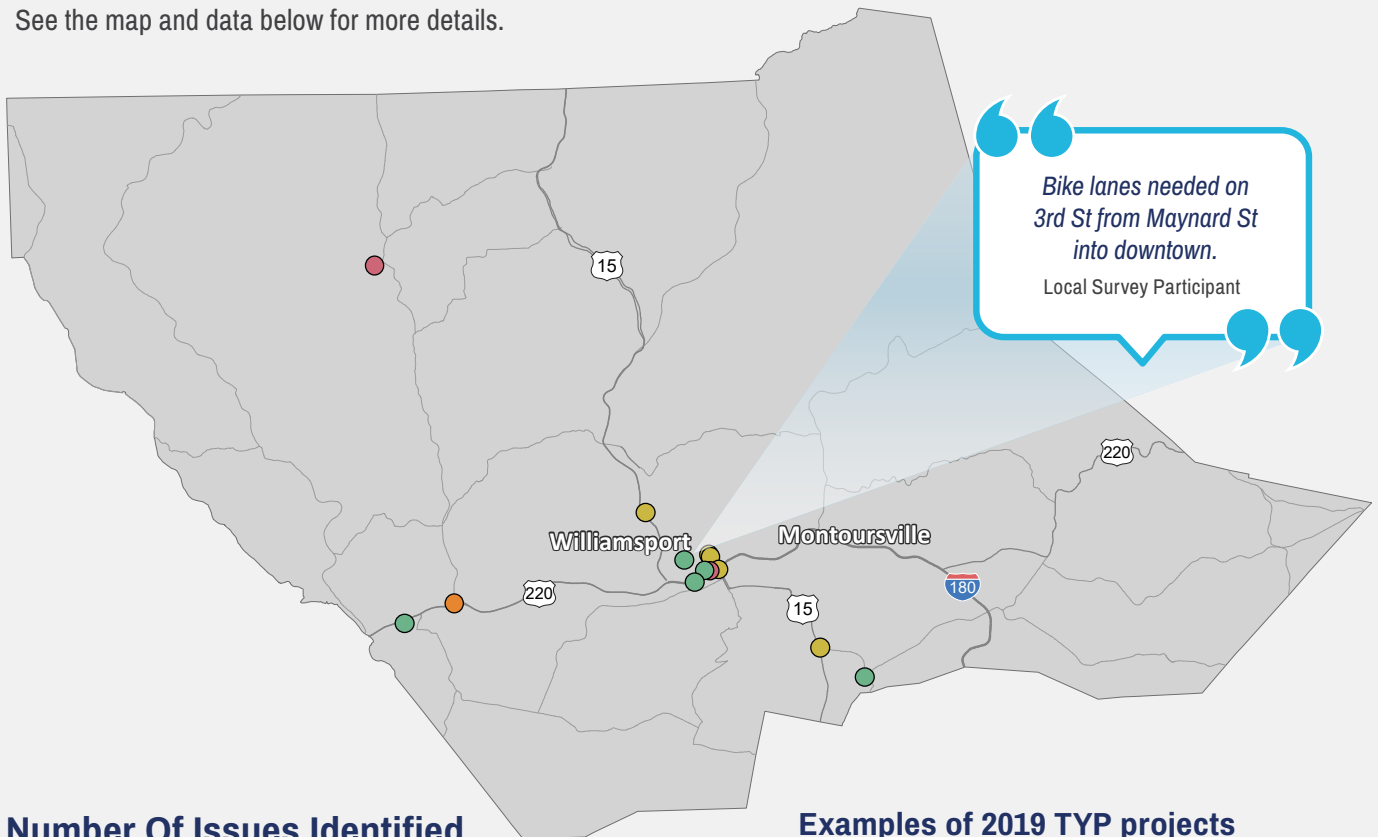 See the map and data below for more details.
Bike lanes needed on
3rd St from Maynard St
into downtown.
Local Survey Participant
15
220
Williamsport
Montoursville
220
180
15
Number Of Issues Identified
Examples of 2019 TYP projects